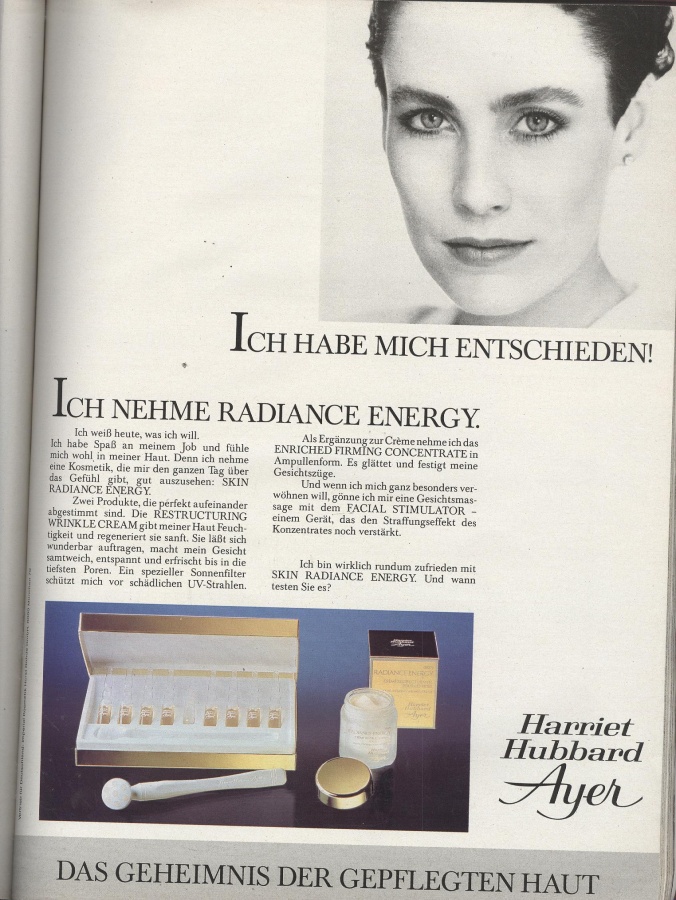 ICH HABE MICH ENTSCHIEDEN!
ICH NEHME RADIANCE ENERGY.
Ich weiß heute, was ich will.
Ich habe Spaß an meinem Job und fühle
mich wohl in meiner Haut. Denn ich nehme
eine Kosmetik, die mir den ganzen Tag über
das Gefühl gibt, gut auszusehen: SKIN
RADIANCE ENERGY.
Zwei Produkte, die perfekt aufeinander
abgestimmt sind. Die RESTRUCTURING
WRINKLE CREAM gibt meiner Haut Feuch-
tigkeit und regeneriert sie sanft. Sie läßt sich
wunderbar auftragen, macht mein Gesicht
samtweich, entspannt und erfrischt bis in die
tiefsten Poren. Ein spezieller Sonnenfilter
schützt mich vor schädlichen UV-Strahlen.
Als Ergänzung zur Crème nehme ich das
ENRICHED FIRMING CONCENTRATE in
Ampullenform. Es glättet und festigt meine
Gesichtszüge.
Und wenn ich mich ganz besonders ver-
wöhnen will, gönne ich mir eine Gesichtsmas-
sage mit dem FACIAL STIMULATOR –
einem Gerät, das den Straffungseffekt des
Konzentrates noch verstärkt.
Ich bin wirklich rundum zufrieden mit
SKIN RADIANCE ENERGY. Und wann
testen Sie es?
RADIANCE ENERGY
Harriet
Hubbard
Ayer
Harriet
Hubbard
Ayer
DAS GEHEIMNIS DER GEPFLEGTEN HAUT